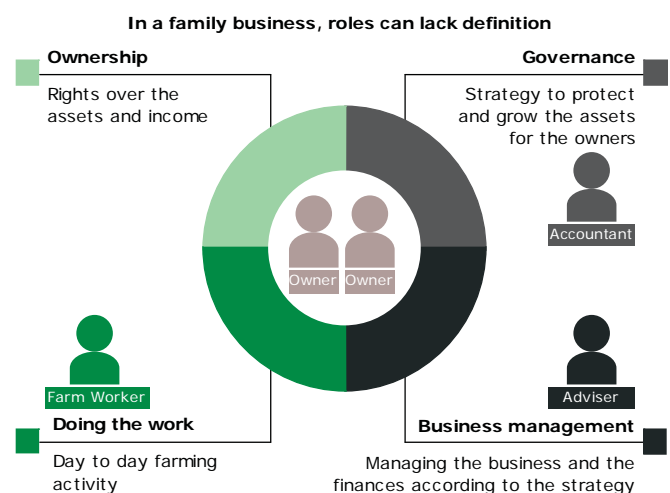 In a family business, roles can lack definition
Ownership
Rights over the
assets and income
Governance
Strategy to protect
and grow the assets
for the owners
Accountant
Owner Owner
Farm Worker
Adviser
Doing the work
Day to day farming
activity
Business management
Managing the business and the
finances according to the strategy